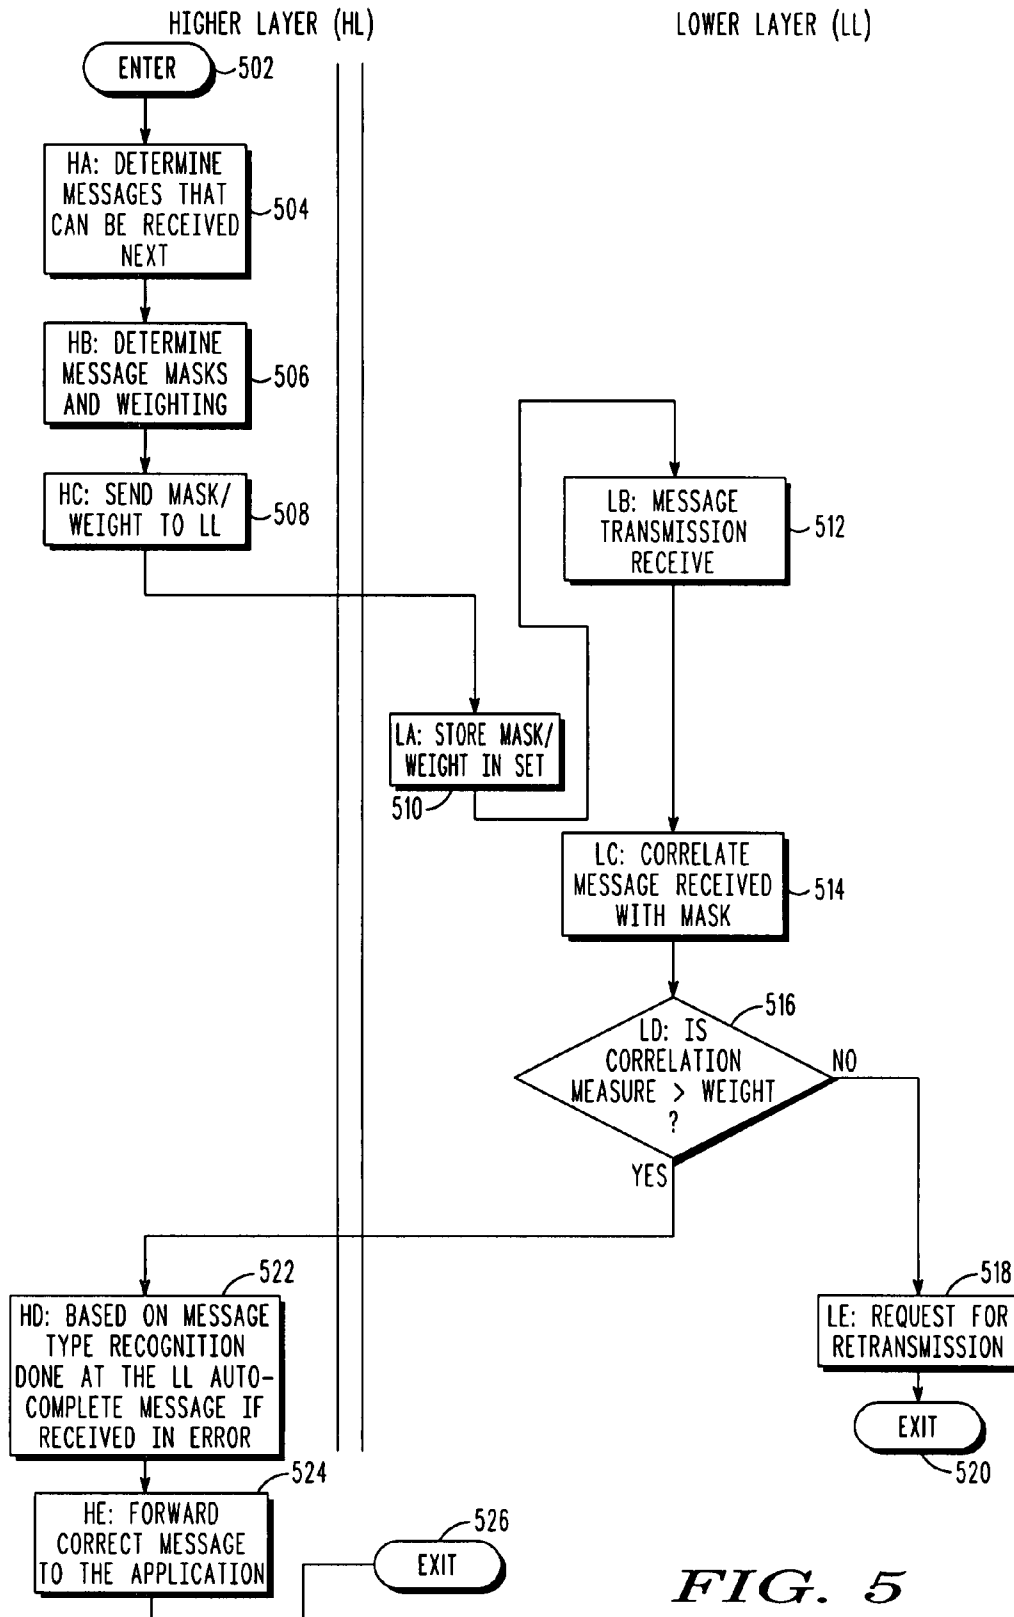 HIGHER LAYER (HL)
LOWER LAYER (LL)
ENTER
502
HA: DETERMINE
MESSAGES THAT
CAN BE RECEIVED
NEXT
504
HB: DETERMINE
MESSAGE MASKS
AND WEIGHTING
506
HC: SEND MASK/
WEIGHT TO LL
508
LB: MESSAGE
TRANSMISSION
RECEIVE
512
LA: STORE MASK/
WEIGHT IN SET
510
LC: CORRELATE
MESSAGE RECEIVED
WITH MASK
514
LD: IS
CORRELATION
MEASURE > WEIGHT
?
516
NO
YES
HD: BASED ON MESSAGE
TYPE RECOGNITION
DONE AT THE LL AUTO-
COMPLETE MESSAGE IF
RECEIVED IN ERROR
522
LE: REQUEST FOR
RETRANSMISSION
518
EXIT
520
HE: FORWARD
CORRECT MESSAGE
TO THE APPLICATION
524
EXIT
526
FIG. 5